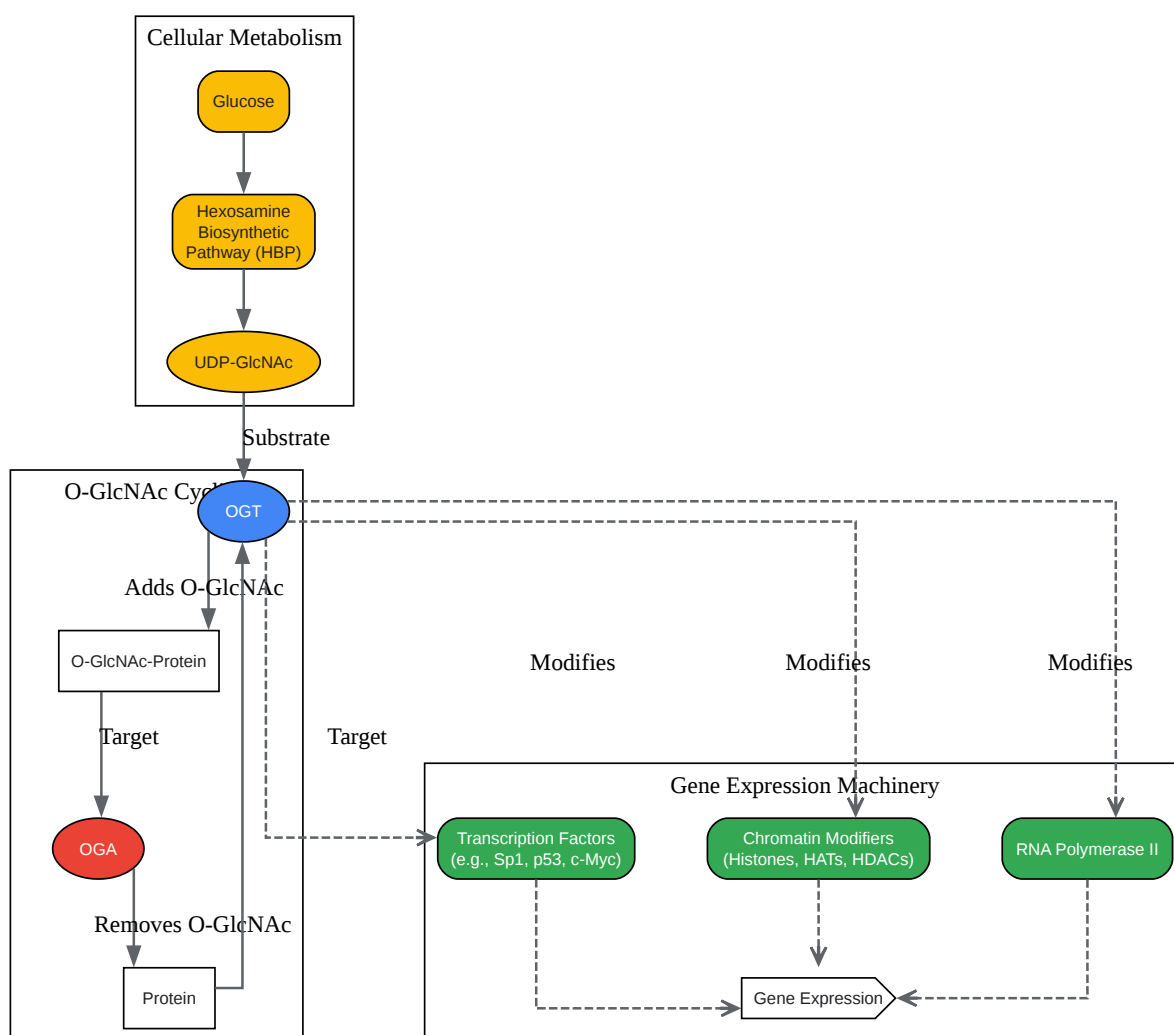 Cellular Metabolism
Glucose
Hexosamine
Biosynthetic
Pathway (HBP)
UDP-GlcNAc
Substrate
O-GlcNAc Cycli
OGT
Adds O-GlcNAc
O-GlcNAc-Protein
Modifies
Modifies
Modifies
Target
Target
Gene Expression Machinery
OGA
Transcription Factors
(e.g., Sp1, p53, c-Myc)
Chromatin Modifiers
(Histones, HATs, HDACs)
RNA Polymerase II
Removes O-GlcNAc
Protein
Gene Expression